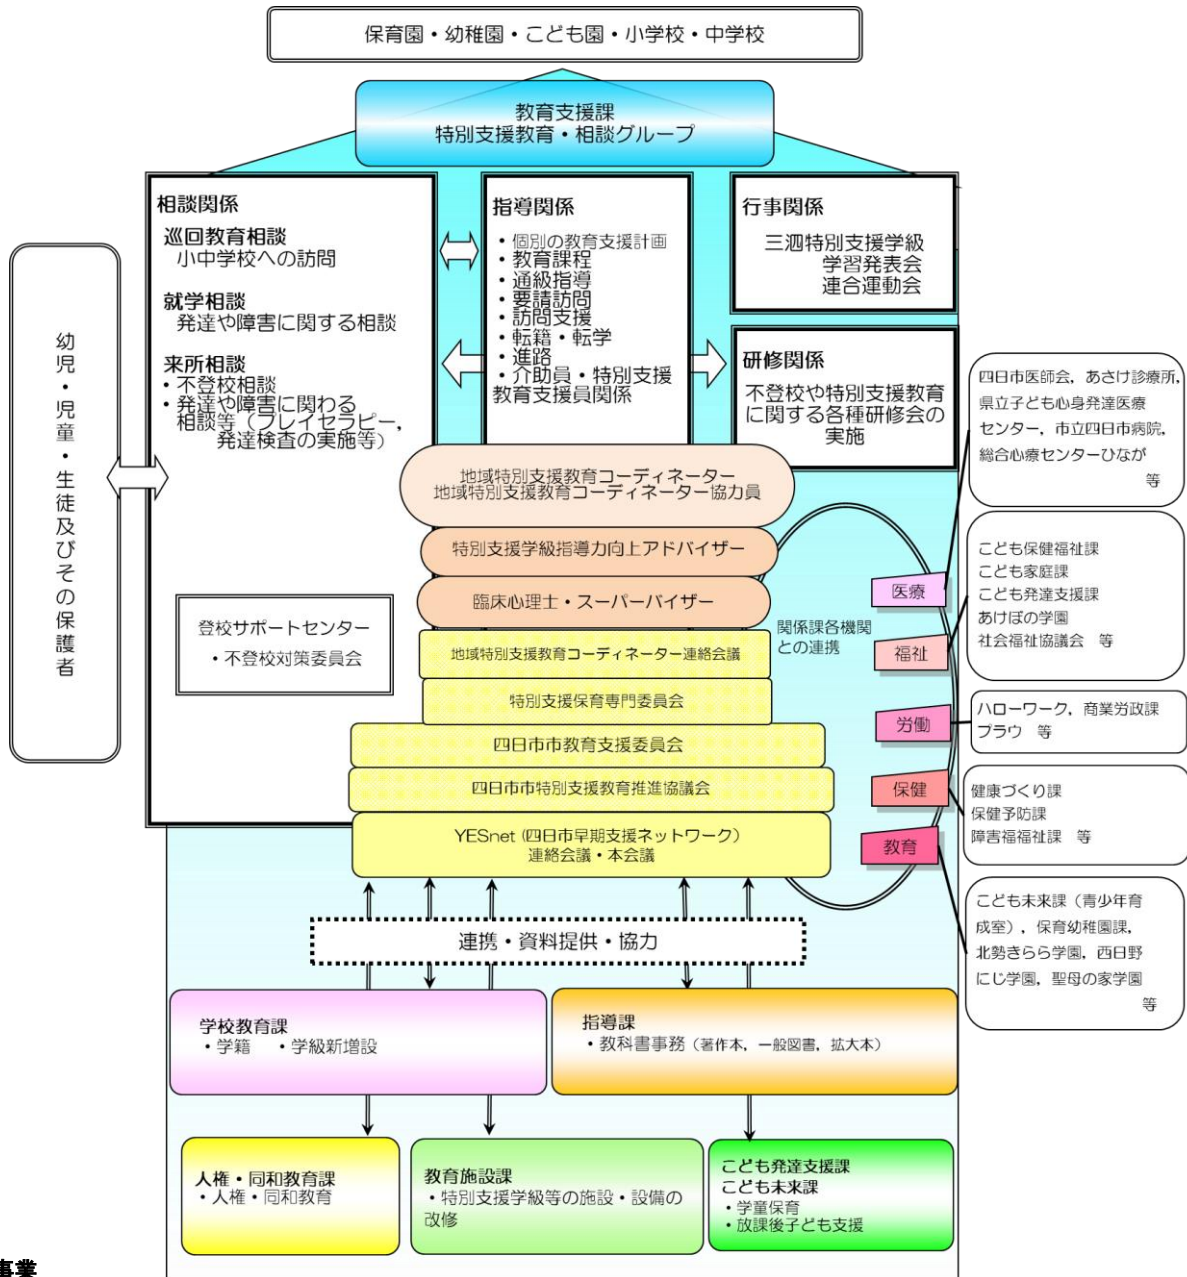 保育園・幼稚園・こども園・小学校・中学校
教育支援課
特別支援教育・相談グループ
幼児・児童・生徒及びその保護者
相談関係
巡回教育相談
小中学校への訪問
就学相談
発達や障害に関する相談
来所相談
・不登校相談
・発達や障害に関わる
相談等（プレイセラピー，
発達検査の実施等）
登校サポートセンター
・不登校対策委員会
指導関係
・個別の教育支援計画
・教育課程
・通級指導
・要請訪問
・訪問支援
・転籍・転学
・進路
・介助員・特別支援
教育支援員関係
行事関係
三泗特別支援学級
学習発表会
連合運動会
研修関係
不登校や特別支援教育
に関する各種研修会の
実施
地域特別支援教育コーディネーター
地域特別支援教育コーディネーター協力員
特別支援学級指導力向上アドバイザー
臨床心理士・スーパーバイザー
地域特別支援教育コーディネーター連絡会議
特別支援保育専門委員会
四日市市教育支援委員会
四日市市特別支援教育推進協議会
YESnet（四日市早期支援ネットワーク）
連絡会議・本会議
関係課各機関
との連携
医療
福祉
労働
保健
教育
四日市医師会，あさけ診療所，
県立子ども心身発達医療
センター，市立四日市病院，
総合心療センターひなが
等
こども保健福祉課
こども家庭課
こども発達支援課
あけぼの学園
社会福祉協議会　等
ハローワーク，商業労政課
プラウ　等
健康づくり課
保健予防課
障害福福祉課　等
こども未来課（青少年育
成室），保育幼稚園課，
北勢きらら学園，西日野
にじ学園，聖母の家学園
等
連携・資料提供・協力
学校教育課
・学籍　・学級新増設
指導課
・教科書事務（著作本，一般図書，拡大本）
人権・同和教育課
・人権・同和教育
教育施設課
・特別支援学級等の施設・設備の
改修
こども発達支援課
こども未来課
・学童保育
・放課後子ども支援
事業